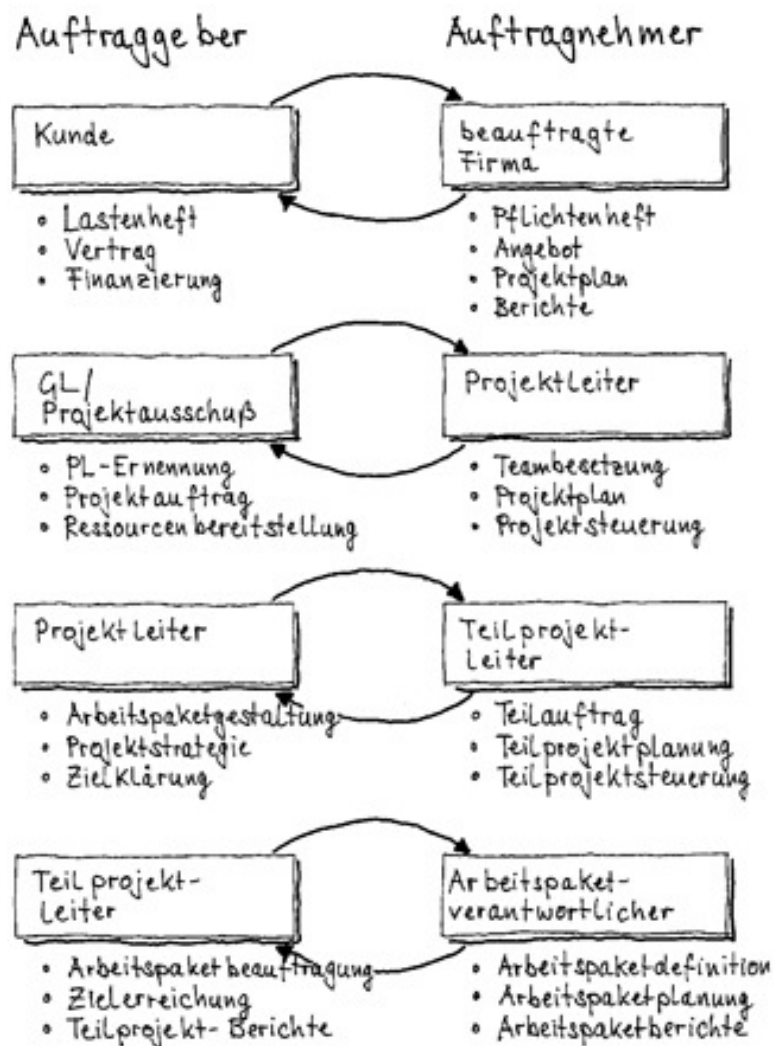 Auftraggeber
Auftragnehmer
Kunde
beauftragte
Firma
• Lastenheft
• Vertrag
• Finanzierung
• Pflichtenheft
• Angebot
• Projektplan
• Berichte
GL/
Projektausschuß
Projektleiter
• PL-Ernennung
• Projektauftrag
• Ressourcenbereitstellung
• Teambesetzung
• Projektplan
• Projektsteuerung
Projektleiter
Teilprojekt-
leiter
• Arbeitspaketgestaltung
• Projektstrategie
• Zielklärung
• Teilauftrag
• Teilprojektplanung
• Teilprojektsteuerung
Teilprojekt-
leiter
Arbeitspaket-
verantwortlicher
• Arbeitspaketbeauftragung
• Zielerreichung
• Teilprojekt-Berichte
• Arbeitspaketdefinition
• Arbeitspaketplanung
• Arbeitspaketberichte